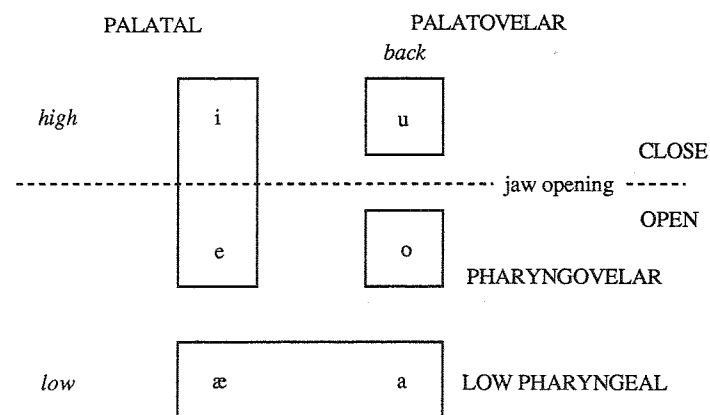 PALATAL PALATOVELAR
back
high i u
CLOSE
jaw opening
OPEN
e o
PHARYNGOVELAR
low æ a LOW PHARYNGEAL